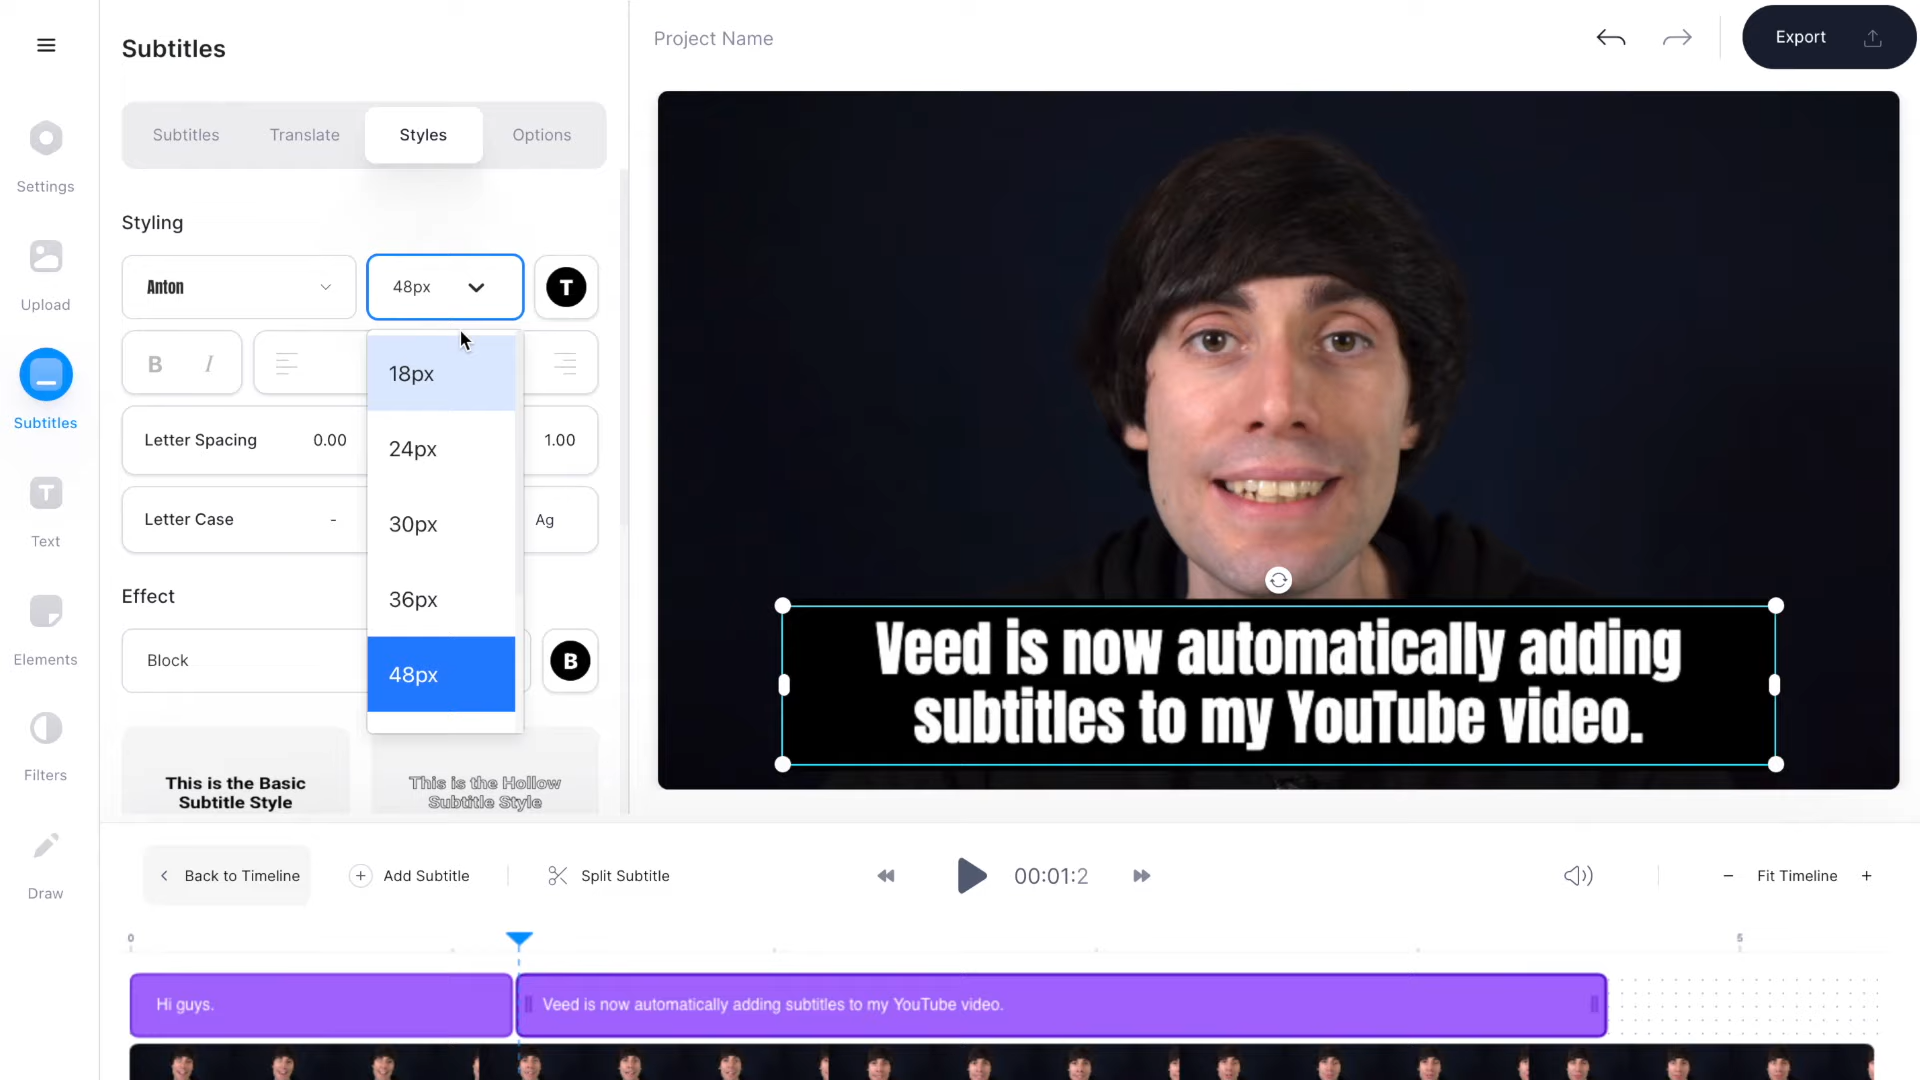 Subtitles
Project Name
Export
Settings
Upload
Subtitles
Text
Elements
Filters
Draw
Subtitles
Translate
Styles
Options
Styling
Anton
48px
T
B
I
Letter Spacing
0.00
1.00
Letter Case
-
Ag
18px
24px
30px
36px
48px
Effect
Block
B
This is the Basic
Subtitle Style
This is the Hollow
Subtitle Style
Veed is now automatically adding
subtitles to my YouTube video.
Back to Timeline
Add Subtitle
Split Subtitle
00:01:2
Fit Timeline
0
5
Hi guys.
Veed is now automatically adding subtitles to my YouTube video.